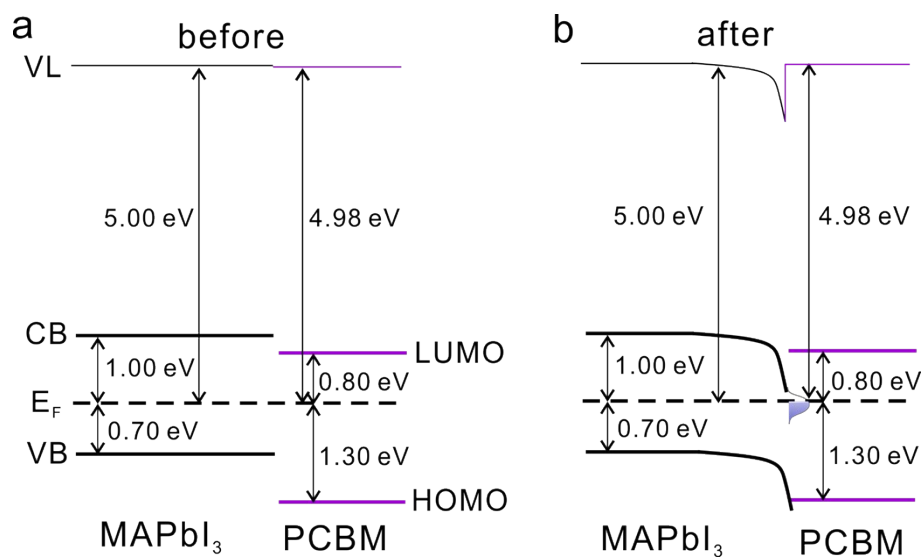 a
before
VL
5.00 eV
4.98 eV
CB
LUMO
1.00 eV
0.80 eV
E_F
0.70 eV
VB
1.30 eV
HOMO
MAPbI₃
PCBM
b
after
5.00 eV
4.98 eV
1.00 eV
0.80 eV
0.70 eV
1.30 eV
MAPbI₃
PCBM